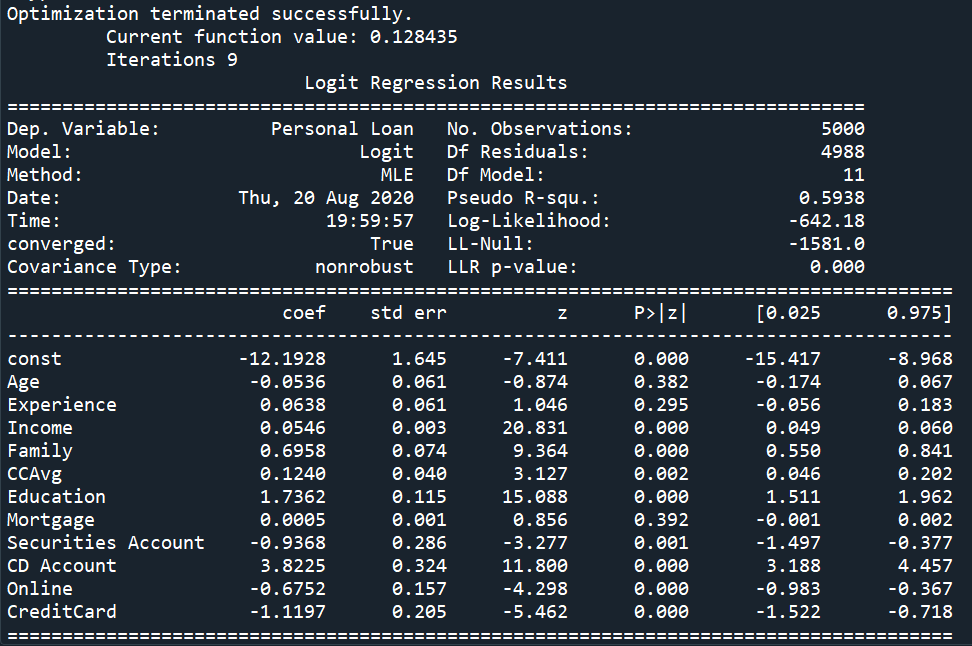 Optimization terminated successfully.
         Current function value: 0.128435
         Iterations 9
                           Logit Regression Results
==============================================================================
Dep. Variable:          Personal Loan   No. Observations:                 5000
Model:                          Logit   Df Residuals:                     4988
Method:                           MLE   Df Model:                           11
Date:                Thu, 20 Aug 2020   Pseudo R-squ.:                  0.5938
Time:                        19:59:57   Log-Likelihood:                -642.18
converged:                       True   LL-Null:                       -1581.0
Covariance Type:            nonrobust   LLR p-value:                     0.000
======================================================================================
                         coef    std err          z      P>|z|      [0.025      0.975]
--------------------------------------------------------------------------------------
const                -12.1928      1.645     -7.411      0.000     -15.417      -8.968
Age                   -0.0536      0.061     -0.874      0.382      -0.174       0.067
Experience             0.0638      0.061      1.046      0.295      -0.056       0.183
Income                 0.0546      0.003     20.831      0.000       0.049       0.060
Family                 0.6958      0.074      9.364      0.000       0.550       0.841
CCAvg                  0.1240      0.040      3.127      0.002       0.046       0.202
Education              1.7362      0.115     15.088      0.000       1.511       1.962
Mortgage               0.0005      0.001      0.856      0.392      -0.001       0.002
Securities Account    -0.9368      0.286     -3.277      0.001      -1.497      -0.377
CD Account             3.8225      0.324     11.800      0.000       3.188       4.457
Online                -0.6752      0.157     -4.298      0.000      -0.983      -0.367
CreditCard            -1.1197      0.205     -5.462      0.000      -1.522      -0.718
======================================================================================